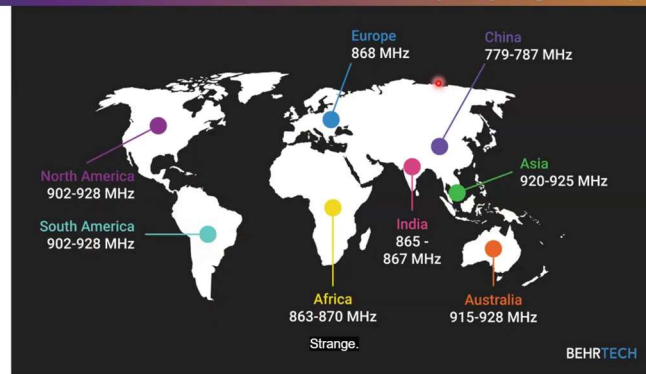 Europe
868 MHz
China
779-787 MHz
North America
902-928 MHz
Asia
920-925 MHz
South America
902-928 MHz
India
865 -
867 MHz
Africa
863-870 MHz
Australia
915-928 MHz
Strange.
BEHRTECH